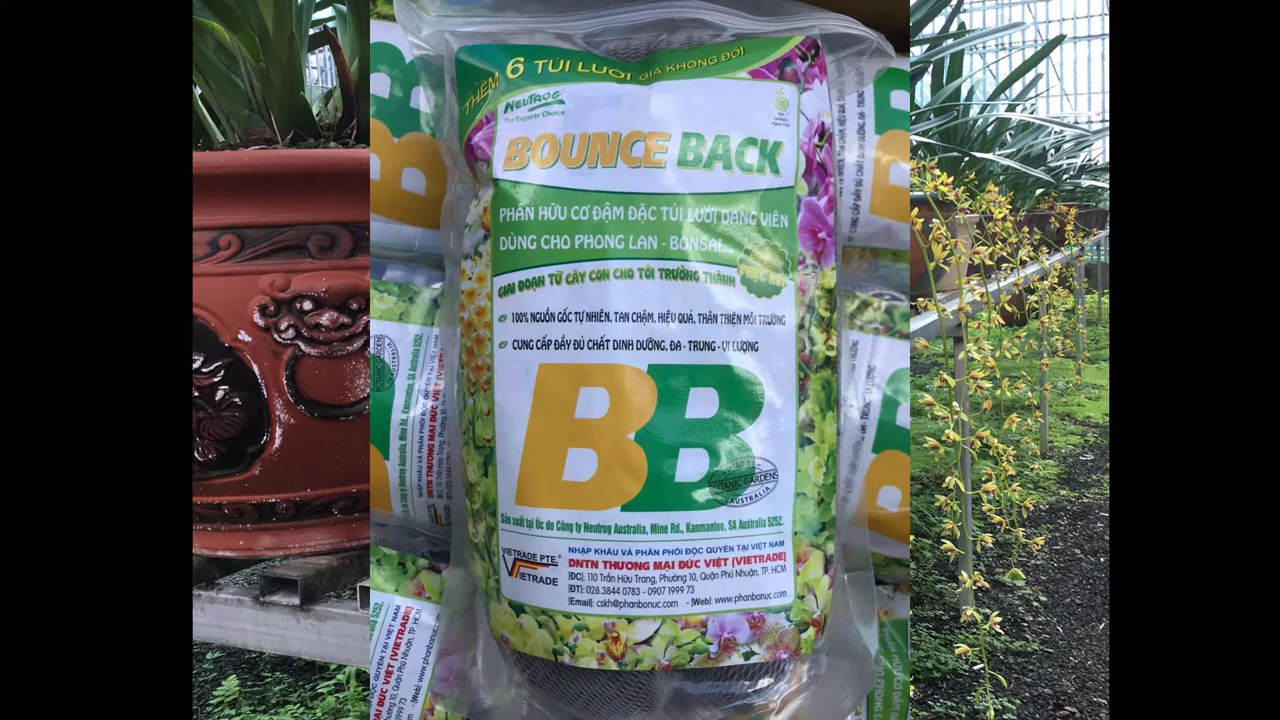 THÊM 6 TÚI LƯỚI GIÁ KHÔNG ĐỔI
NEUTROG
The Experts' Choice
BOUNCE BACK
PHÂN HỮU CƠ ĐẬM ĐẶC TÚI LƯỚI DẠNG VIÊN
DÙNG CHO PHONG LAN - BONSAI...
GIAI ĐOẠN TỪ CÂY CON CHO TỚI TRƯỞNG THÀNH
100% NGUỒN GỐC TỰ NHIÊN, TAN CHẬM, HIỆU QUẢ, THÂN THIỆN MÔI TRƯỜNG
CUNG CẤP ĐẦY ĐỦ CHẤT DINH DƯỠNG, ĐA - TRUNG - VI LƯỢNG
BB
BOTANIC GARDENS
AUSTRALIA
Sản xuất tại Úc do Công ty Neutrog Australia, Mine Rd., Kanmantoo, SA Australia 5252.
VIETRADE PTE.
VIETRADE
NHẬP KHẨU VÀ PHÂN PHỐI ĐỘC QUYỀN TẠI VIỆT NAM
DNTN THƯƠNG MẠI ĐỨC VIỆT (VIETRADE)
[ĐC]: 110 Trần Hữu Trang, Phường 10, Quận Phú Nhuận, TP. HCM
[ĐT]: 028.3844 0783 - 0907 1999 73
[Email]: cskh@phanbonuc.com - [Web]: www.phanbonuc.com